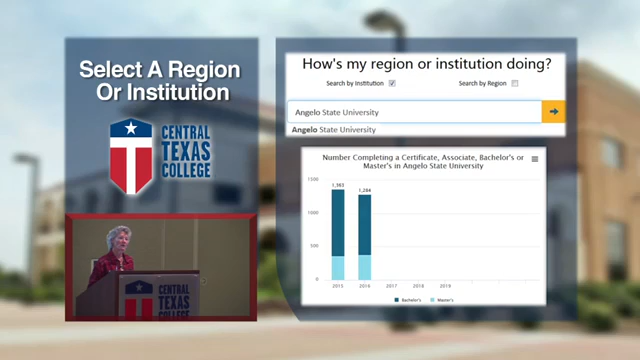 Select A Region
Or Institution
CENTRAL
TEXAS
COLLEGE
CENTRAL
TEXAS
COLLEGE
How's my region or institution doing?
Search by Institution
Search by Region
Angelo State University
Angelo State University
Number Completing a Certificate, Associate, Bachelor's or
Master's in Angelo State University
1500
1000
500
0
1,363
1,284
2015 2016 2017 2018 2019
Bachelor's Master's